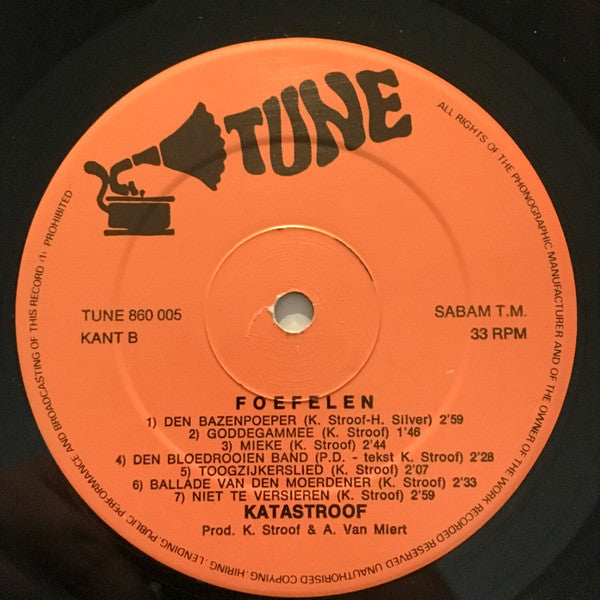 TUNE
TUNE 860 005
KANT B
SABAM T.M.
33 RPM
FOEFELEN
1) DEN BAZENPOEPER (K. Stroof-H. Silver) 2'59
2) GODDEGAMMEE (K. Stroof) 1'46
3) MIEKE (K. Stroof) 2'44
4) DEN BLOEDROOIEN BAND (P.D. - tekst K. Stroof) 2'28
5) TOOGZIJKERSLIED (K. Stroof) 2'07
6) BALLADE VAN DEN MOERDENER (K. Stroof) 2'33
7) NIET TE VERSIEREN (K. Stroof) 2'59
KATASTROOF
Prod. K. Stroof & A. Van Miert
ALL RIGHTS OF THE PHONOGRAPHIC MANUFACTURER AND OF THE OWNER OF THE WORK RECORDED RESERVED UNAUTHORISED COPYING. HIRING. LENDING. PUBLIC PERFORMANCE AND BROADCASTING OF THIS RECORD (1) PROHIBITED